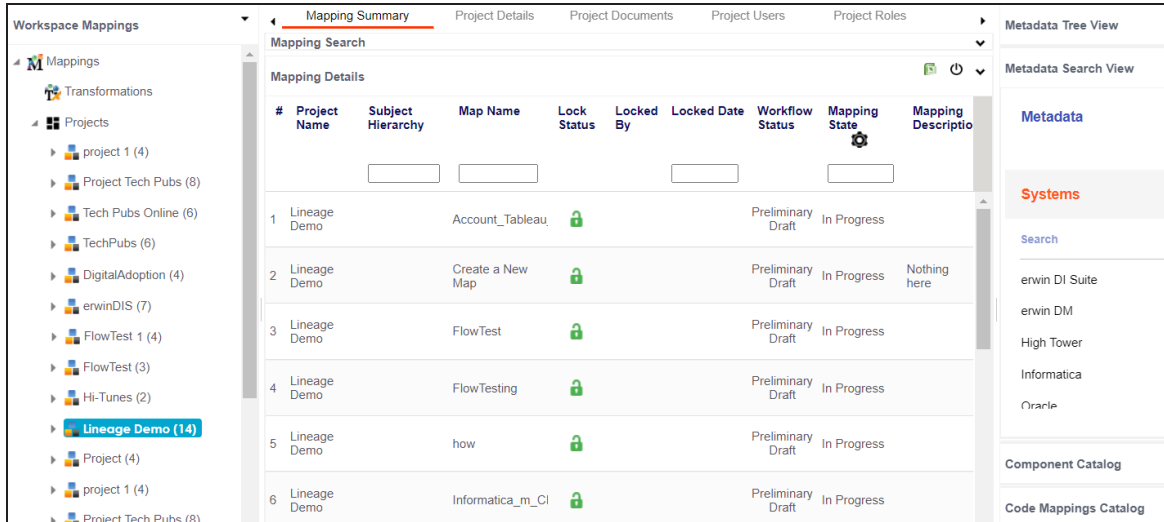 Workspace Mappings
Mappings
Transformations
Projects
project 1 (4)
Project Tech Pubs (8)
Tech Pubs Online (6)
TechPubs (6)
DigitalAdoption (4)
erwinDIS (7)
FlowTest 1 (4)
FlowTest (3)
Hi-Tunes (2)
Lineage Demo (14)
Project (4)
project 1 (4)
Project Tech Pubs (8)
Mapping Summary Project Details Project Documents Project Users Project Roles
Mapping Search
Mapping Details
# Project Subject Map Name Lock Locked Locked Date Workflow Mapping Mapping
Name Hierarchy Status By Status State Descriptio
1 Lineage Demo Account_Tableau_ Preliminary Draft In Progress
2 Lineage Demo Create a New Map Preliminary Draft In Progress Nothing here
3 Lineage Demo FlowTest Preliminary Draft In Progress
4 Lineage Demo FlowTesting Preliminary Draft In Progress
5 Lineage Demo how Preliminary Draft In Progress
6 Lineage Demo Informatica_m_Cl Preliminary Draft In Progress
Metadata Tree View
Metadata Search View
Metadata
Systems
Search
erwin DI Suite
erwin DM
High Tower
Informatica
Oracle
Component Catalog
Code Mappings Catalog